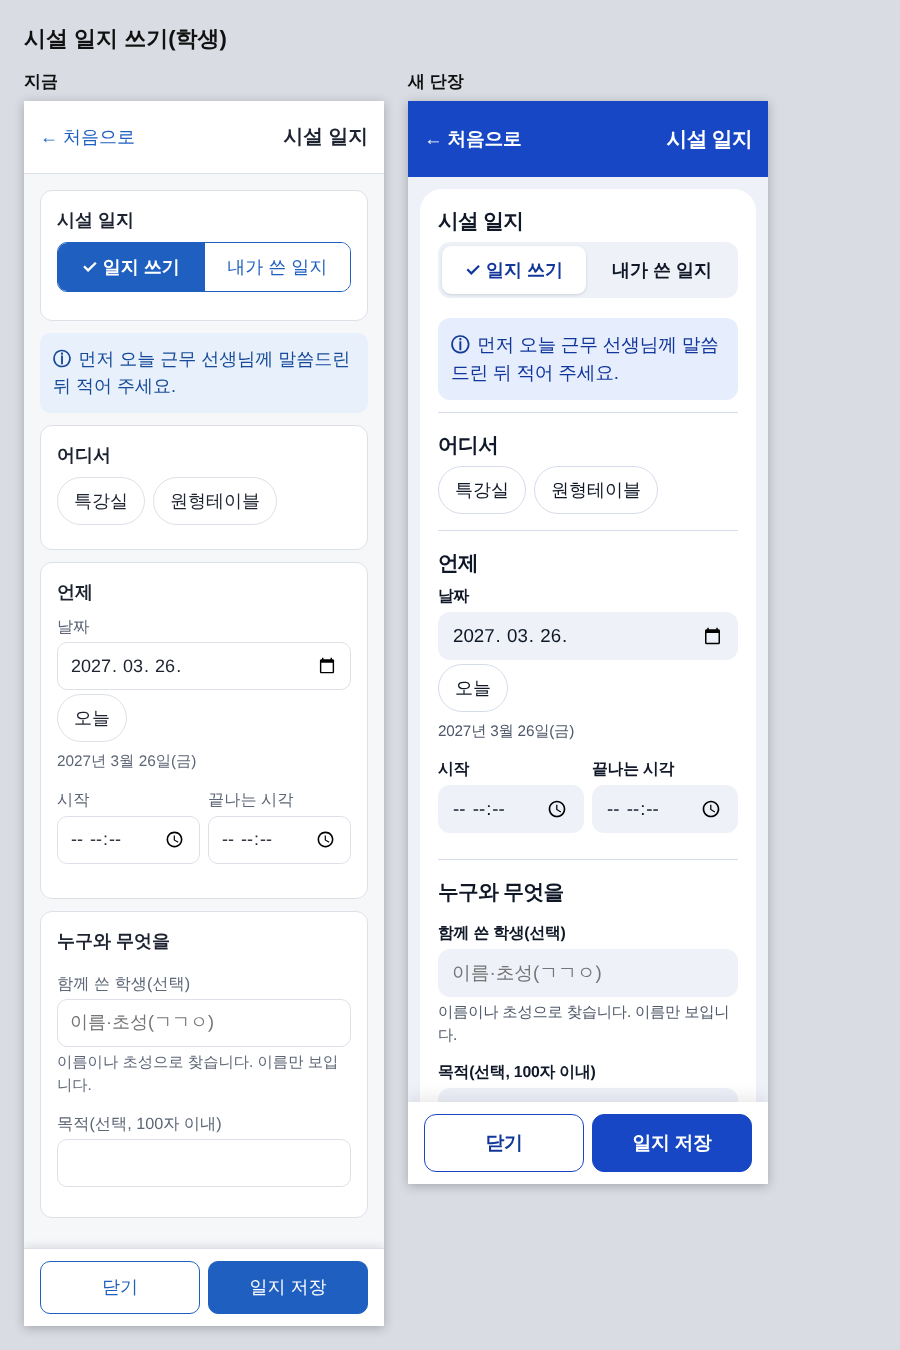 시설 일지 쓰기(학생)
지금
← 처음으로
시설 일지
시설 일지
✓ 일지 쓰기
내가 쓴 일지
ⓘ 먼저 오늘 근무 선생님께 말씀드린
뒤 적어 주세요.
어디서
특강실
원형테이블
언제
날짜
2027. 03. 26.
오늘
2027년 3월 26일(금)
시작
끝나는 시각
-- --:--
-- --:--
누구와 무엇을
함께 쓴 학생(선택)
이름·초성(ㄱㄱㅇ)
이름이나 초성으로 찾습니다. 이름만 보입
니다.
목적(선택, 100자 이내)
닫기
일지 저장
새 단장
← 처음으로
시설 일지
시설 일지
✓ 일지 쓰기
내가 쓴 일지
ⓘ 먼저 오늘 근무 선생님께 말씀
드린 뒤 적어 주세요.
어디서
특강실
원형테이블
언제
날짜
2027. 03. 26.
오늘
2027년 3월 26일(금)
시작
끝나는 시각
-- --:--
-- --:--
누구와 무엇을
함께 쓴 학생(선택)
이름·초성(ㄱㄱㅇ)
이름이나 초성으로 찾습니다. 이름만 보입니
다.
목적(선택, 100자 이내)
닫기
일지 저장